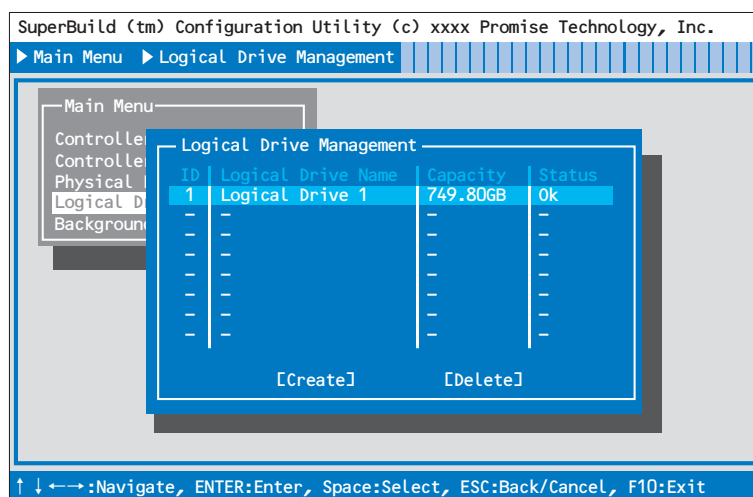 SuperBuild (tm) Configuration Utility (c) xxxx Promise Technology, Inc.
▶ Main Menu ▶ Logical Drive Management
Main Menu
Controlle
Controlle
Physical
Logical D
Backgroun
Logical Drive Management
ID Logical Drive Name Capacity Status
1 Logical Drive 1 749.80GB Ok
– – – –
– – – –
– – – –
– – – –
– – – –
– – – –
– – – –
[Create] [Delete]
↑↓←→:Navigate, ENTER:Enter, Space:Select, ESC:Back/Cancel, F10:Exit